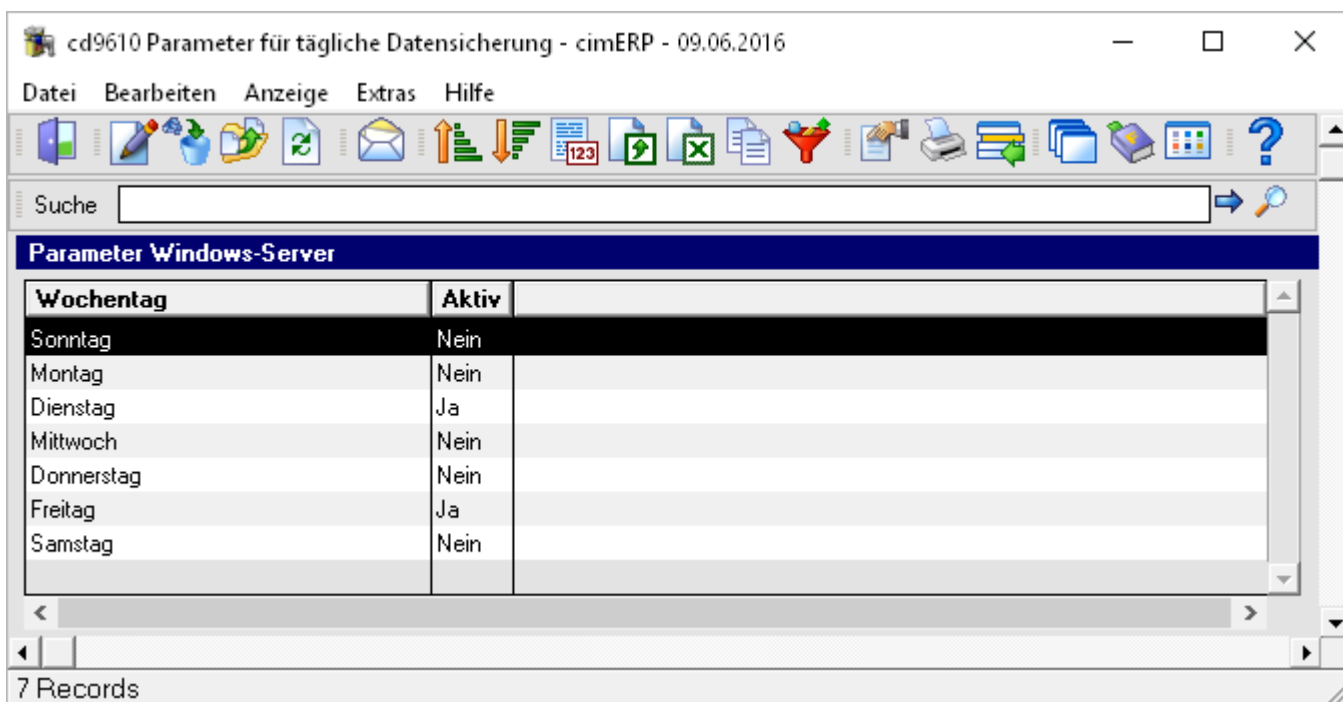 cd9610 Parameter für tägliche Datensicherung - cimERP - 09.06.2016
Datei Bearbeiten Anzeige Extras Hilfe
123
Suche
Parameter Windows-Server
Wochentag Aktiv
Sonntag Nein
Montag Nein
Dienstag Ja
Mittwoch Nein
Donnerstag Nein
Freitag Ja
Samstag Nein
7 Records